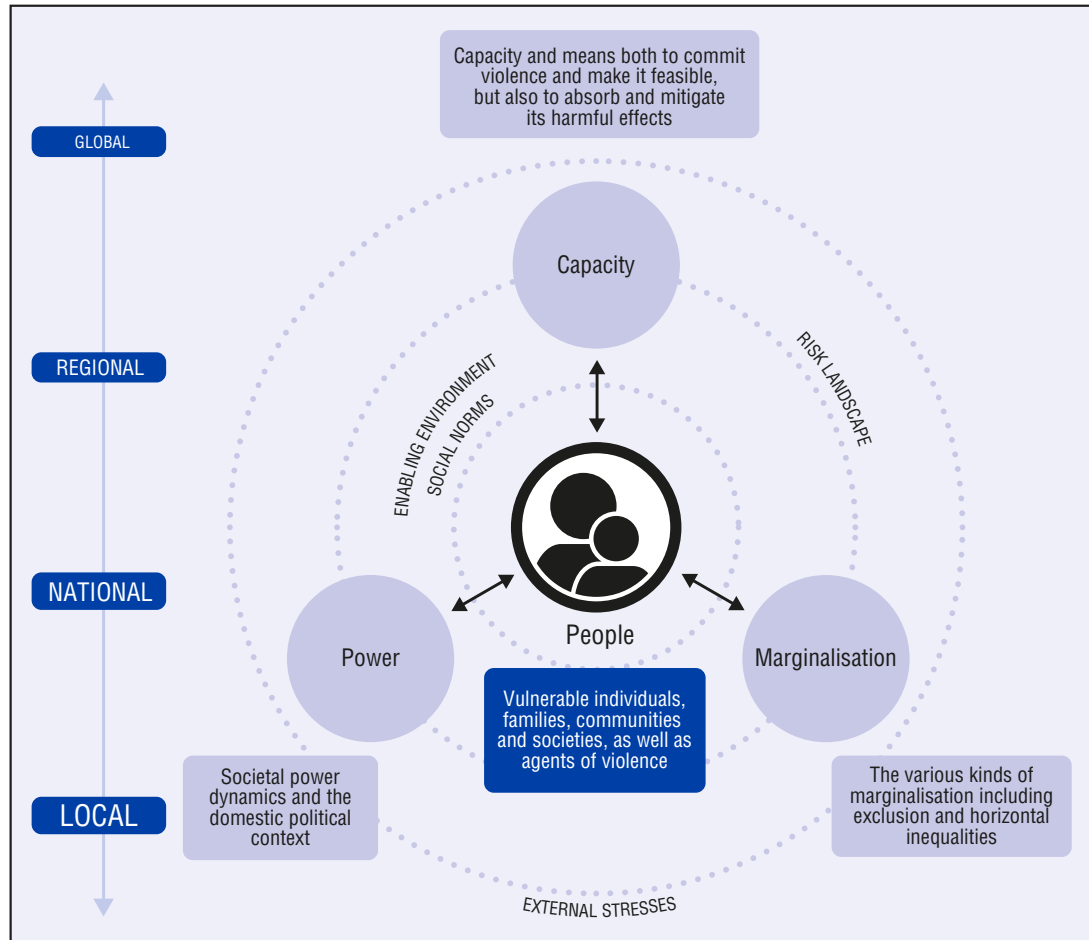 Capacity and means both to commit
violence and make it feasible,
but also to absorb and mitigate
its harmful effects
GLOBAL
Capacity
REGIONAL
ENABLING ENVIRONMENT
SOCIAL NORMS
RISK LANDSCAPE
NATIONAL
People
Power
Marginalisation
Vulnerable individuals,
families, communities
and societies, as well as
agents of violence
Societal power
dynamics and the
domestic political
context
The various kinds of
marginalisation including
exclusion and horizontal
inequalities
LOCAL
EXTERNAL STRESSES